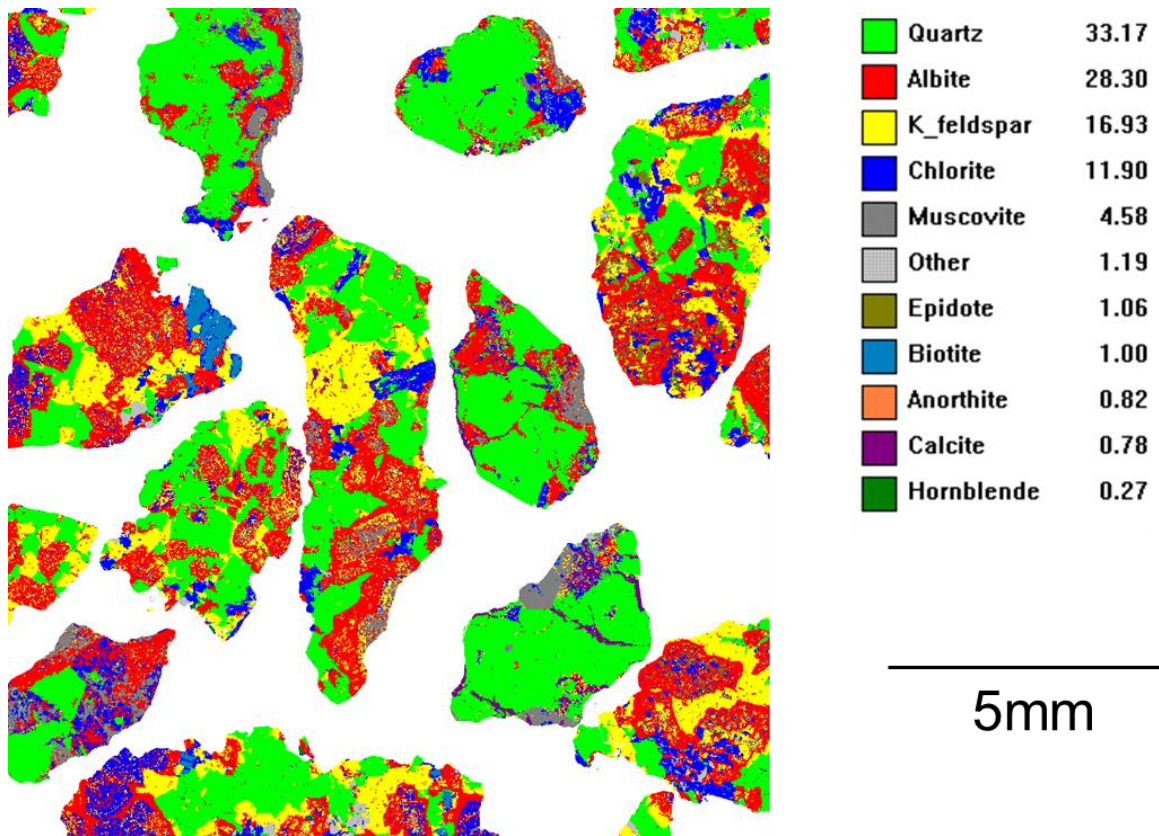 Quartz 33.17
Albite 28.30
K_feldspar 16.93
Chlorite 11.90
Muscovite 4.58
Other 1.19
Epidote 1.06
Biotite 1.00
Anorthite 0.82
Calcite 0.78
Hornblende 0.27
5mm